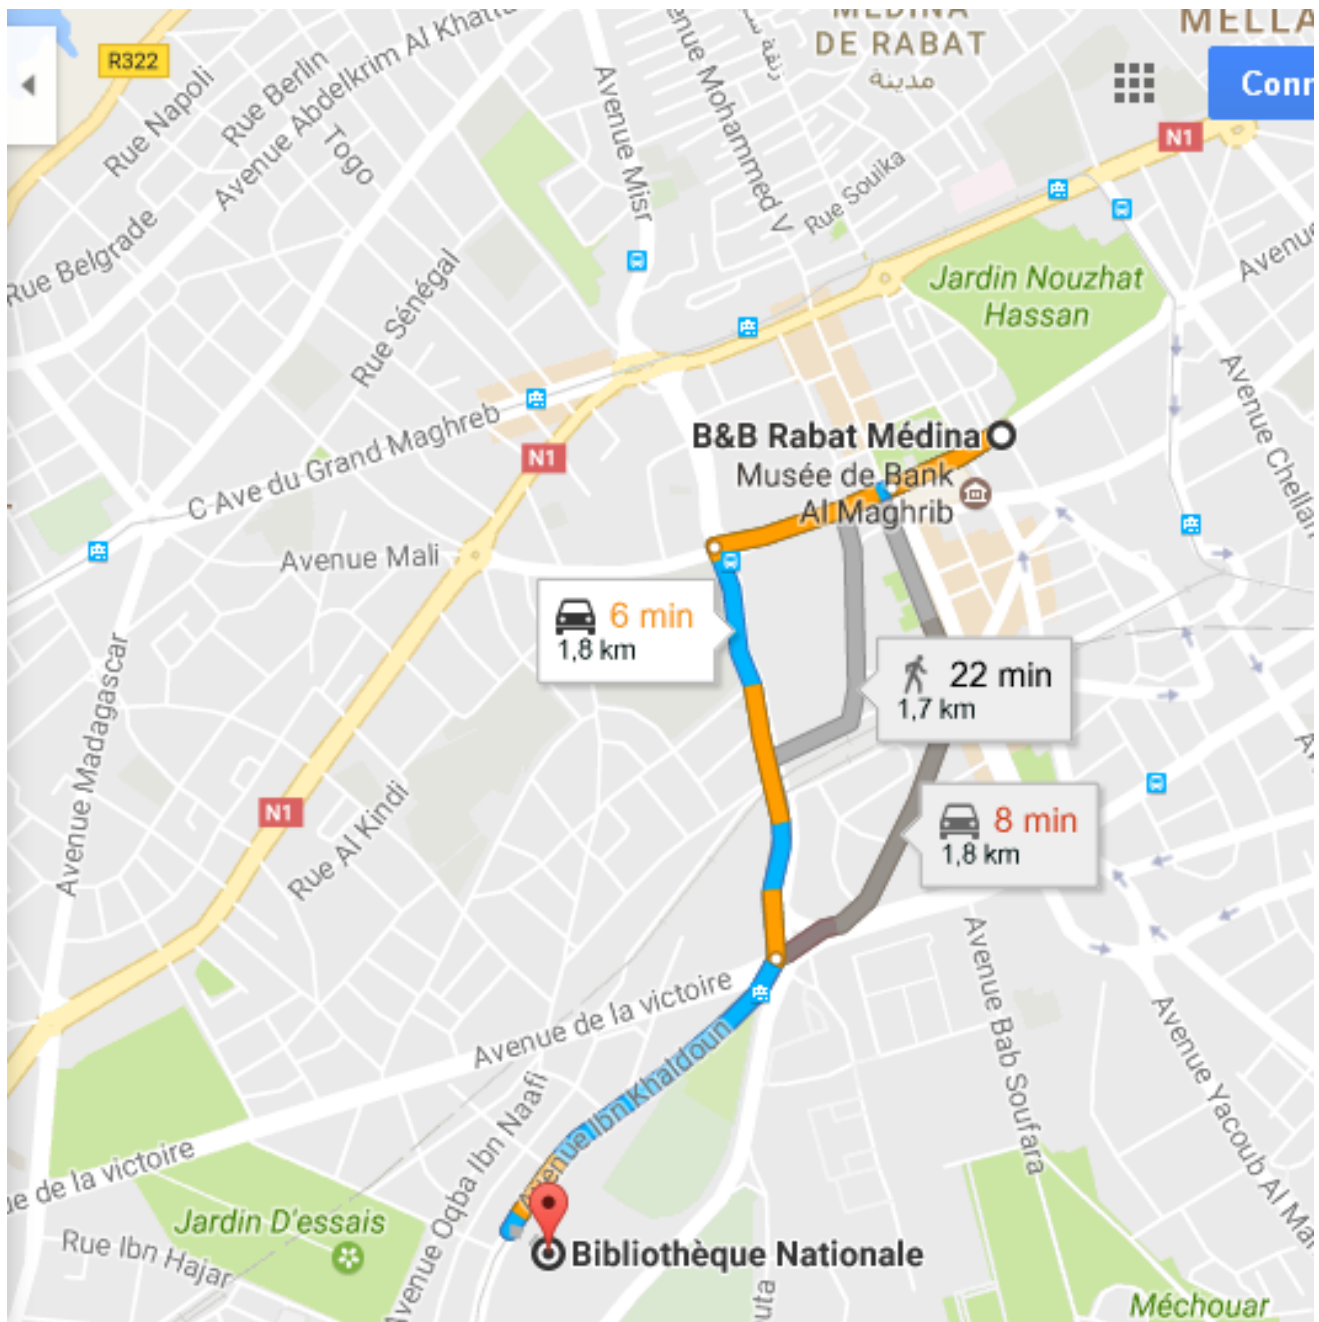 MEDINA
DE RABAT
مدينة
MELLA
R322
Conn
N1
Rue Napoli
Rue Berlin
Avenue Abdelkrim Al Khatta
Togo
Avenue Misr
Avenue Mohammed V
زنقة سي
Rue Souika
Rue Belgrade
Rue Sénégal
Avenue
Jardin Nouzhat
Hassan
Avenue Chellah
C Ave du Grand Maghreb
N1
B&B Rabat Médina
Musée de Bank
Al Maghrib
Avenue Mali
6 min
1,8 km
22 min
1,7 km
Avenue Madagascar
8 min
1,8 km
N1
Rue Al Kindi
Av
Avenue de la victoire
Avenue Ibn Khaldoun
Avenue Bab Soufara
Avenue Yacoub Al Ma
ue de la victoire
Avenue Oqba Ibn Naafi
Jardin D'essais
Rue Ibn Hajar
Bibliothèque Nationale
uta
Méchouar